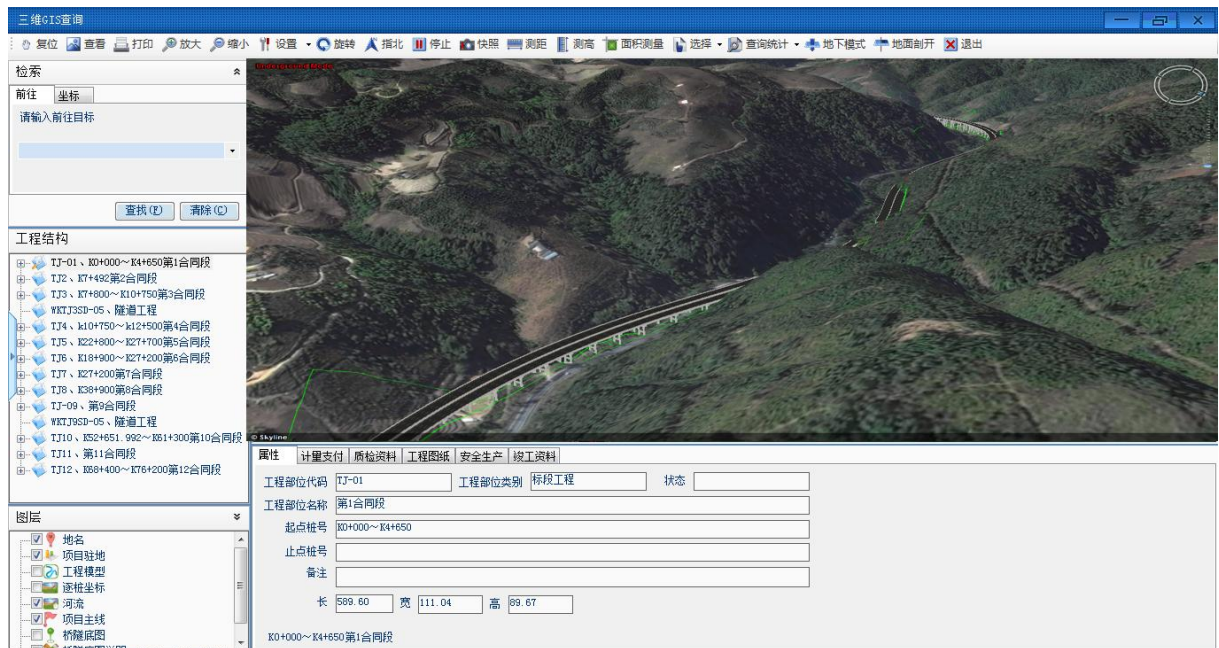 三维GIS查询
复位 查看 打印 放大 缩小 设置 旋转 指北 停止 快照 测距 测高 面积测量 选择 查询统计 地下模式 地面剖开 退出
检索
前往 坐标
请输入前往目标
查找(F) 清除(C)
工程结构
TJ-01、K0+000~K4+650第1合同段
TJ2、K7+492第2合同段
TJ3、K7+800~K10+750第3合同段
WKTJ3SD-05、隧道工程
TJ4、k10+750~k12+500第4合同段
TJ5、K22+800~K27+700第5合同段
TJ6、K18+900~K27+200第6合同段
TJ7、K27+200第7合同段
TJ8、K38+900第8合同段
TJ-09、第9合同段
WKTJ9SD-05、隧道工程
TJ10、K52+651.992~K61+300第10合同段
TJ11、第11合同段
TJ12、K68+400~K76+200第12合同段
图层
地名
项目驻地
工程模型
逐桩坐标
河流
项目主线
桥隧底图
Underground Mode
© Skyline
属性 计量支付 质检资料 工程图纸 安全生产 竣工资料
工程部位代码 TJ-01 工程部位类别 标段工程 状态
工程部位名称 第1合同段
起点桩号 K0+000~K4+650
止点桩号
备注
长 589.60 宽 111.04 高 89.67
K0+000~K4+650第1合同段